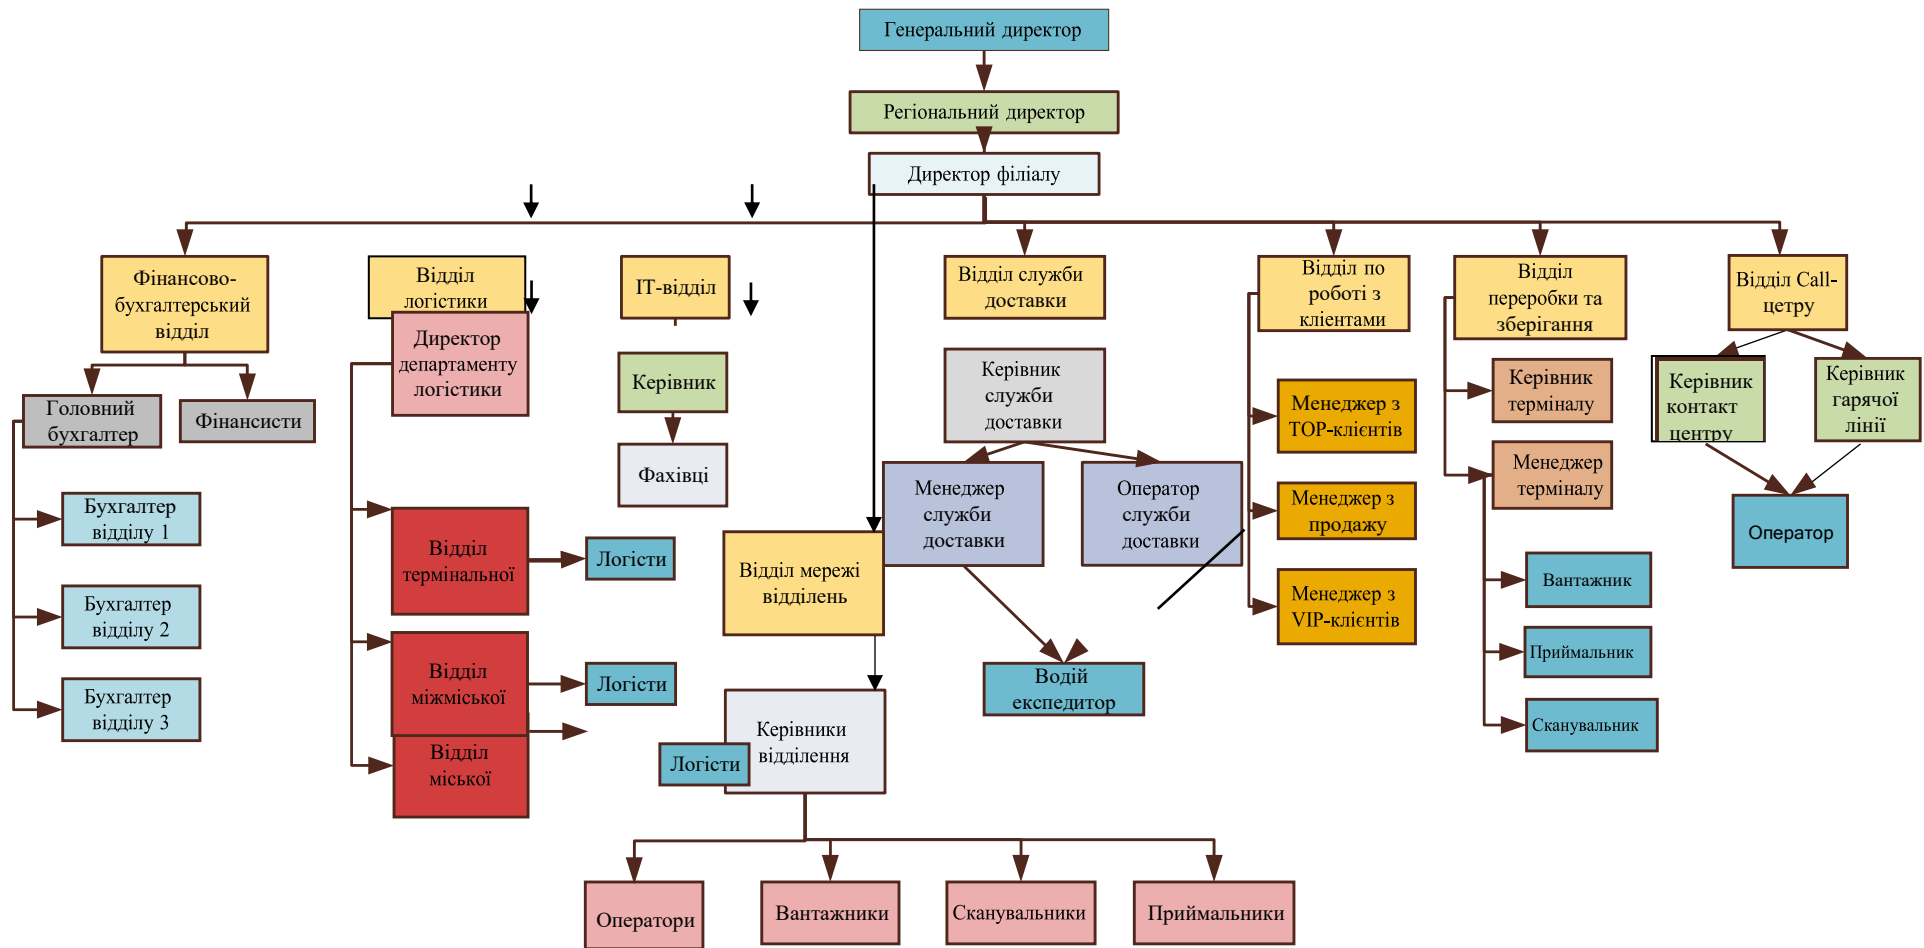 Генеральний директор
Регіональний директор
Директор філіалу
Фінансово-
бухгалтерський
відділ
Відділ
логістики
ІТ-відділ
Відділ служби
доставки
Відділ по
роботі з
кліентами
Відділ
переробки та
зберігання
Відділ Call-
цетру
Директор
департаменту
логістики
Керівник
Керівник
служби
доставки
Керівник
терміналу
Керівник
контакт
центру
Керівник
гарячої
лінії
Головний
бухгалтер
Фінансисти
Менеджер з
TOP-клієнтів
Фахівці
Менеджер
служби
доставки
Оператор
служби
доставки
Менеджер
терміналу
Бухгалтер
відділу 1
Менеджер з
продажу
Оператор
Відділ
термінальної
Логісти
Відділ мережі
відділень
Вантажник
Бухгалтер
відділу 2
Менеджер з
VIP-клієнтів
Приймальник
Відділ
міжміської
Логісти
Водій
експедитор
Бухгалтер
відділу 3
Сканувальник
Керівники
відділення
Відділ
міської
Логісти
Оператори
Вантажники
Сканувальники
Приймальники